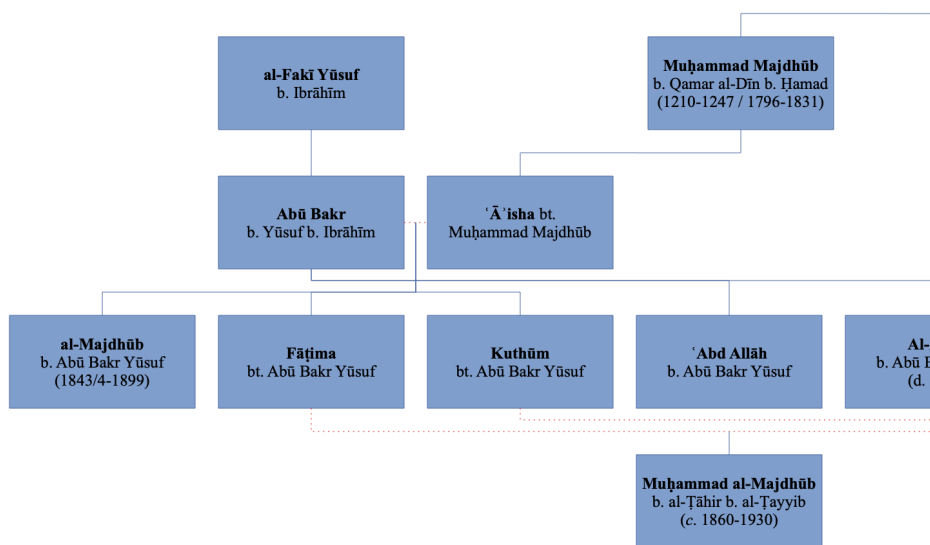 al-Fakī Yūsuf
b. Ibrāhīm
Muḥammad Majdhūb
b. Qamar al-Dīn b. Ḥamad
(1210-1247 / 1796-1831)
Abū Bakr
b. Yūsuf b. Ibrāhīm
ʿĀʾisha bt.
Muḥammad Majdhūb
al-Majdhūb
b. Abū Bakr Yūsuf
(1843/4-1899)
Fāṭima
bt. Abū Bakr Yūsuf
Kuthūm
bt. Abū Bakr Yūsuf
ʿAbd Allāh
b. Abū Bakr Yūsuf
Al-
b. Abū B
(d.
Muḥammad al-Majdhūb
b. al-Ṭāhir b. al-Ṭayyib
(c. 1860-1930)